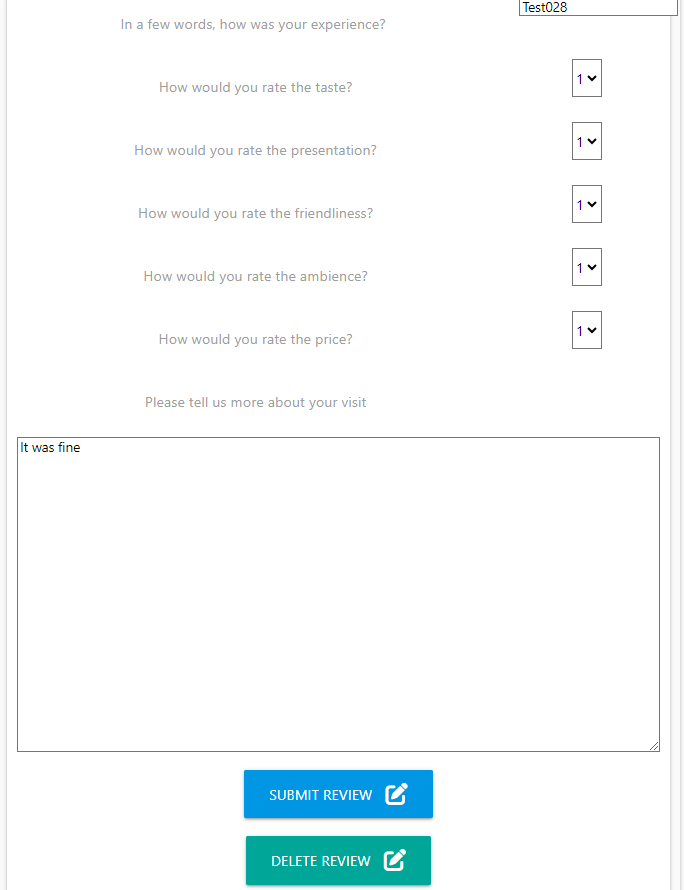 Test028
In a few words, how was your experience?
How would you rate the taste?
1
How would you rate the presentation?
1
How would you rate the friendliness?
1
How would you rate the ambience?
1
How would you rate the price?
1
Please tell us more about your visit
It was fine
SUBMIT REVIEW
DELETE REVIEW